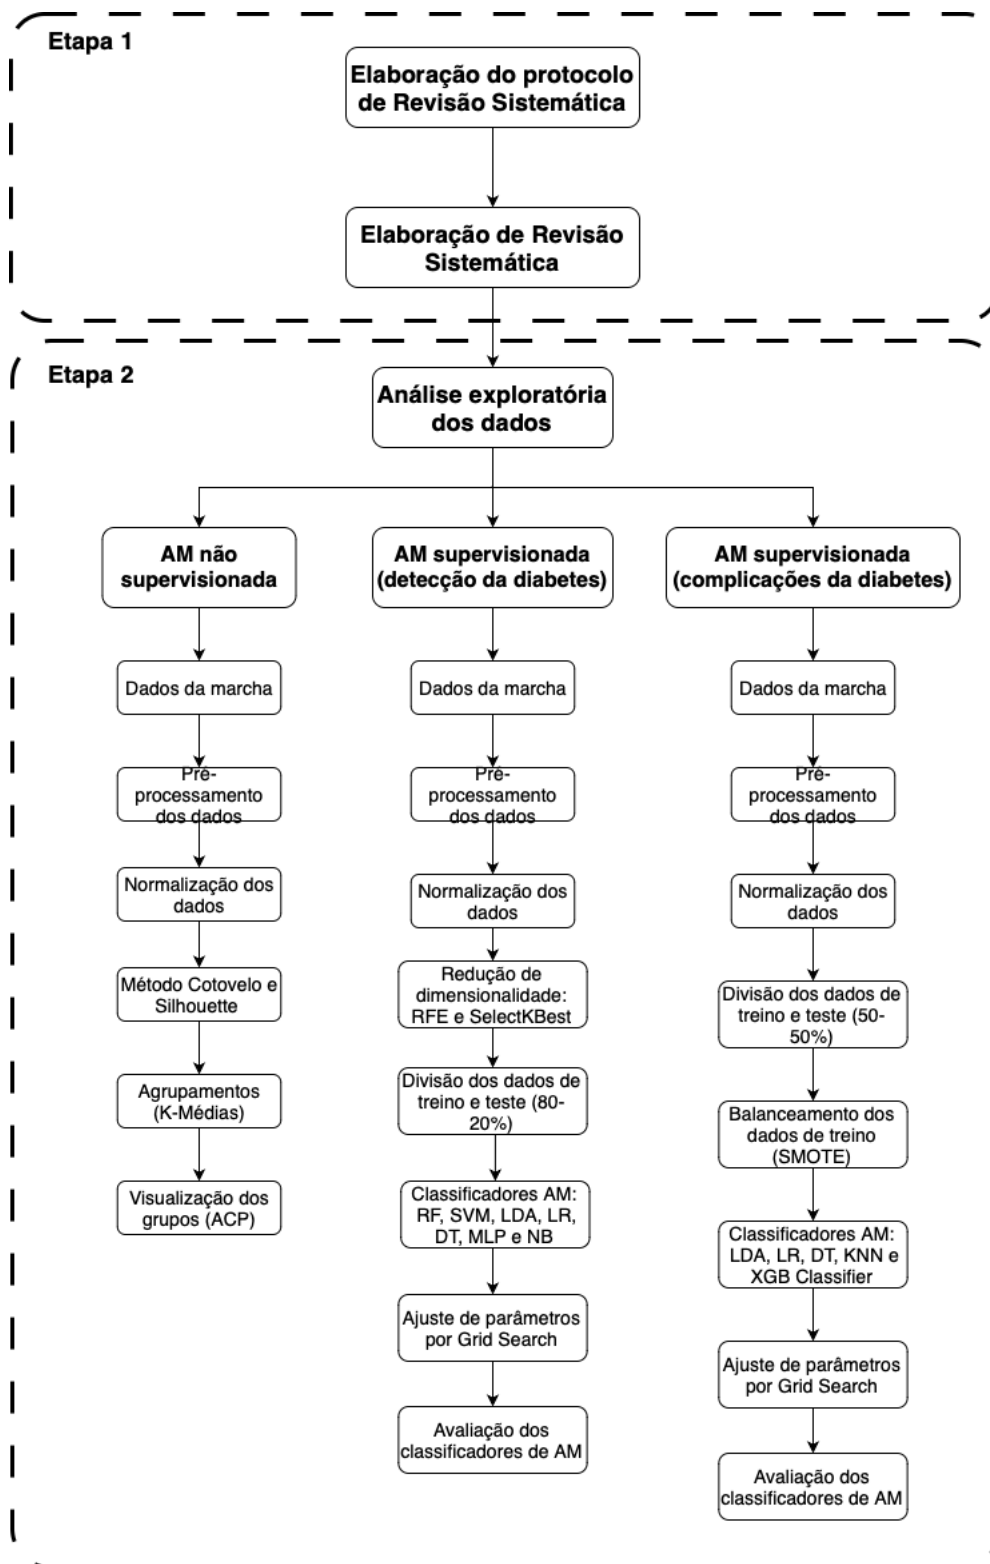 Etapa 1
Elaboração do protocolo
de Revisão Sistemática
Elaboração de Revisão
Sistemática
Etapa 2
Análise exploratória
dos dados
AM não
supervisionada
Dados da marcha
Pré-
processamento
dos dados
Normalização dos
dados
Método Cotovelo e
Silhouette
Agrupamentos
(K-Médias)
Visualização dos
grupos (ACP)
AM supervisionada
(detecção da diabetes)
Dados da marcha
Pré-
processamento
dos dados
Normalização dos
dados
Redução de
dimensionalidade:
RFE e SelectKBest
Divisão dos dados de
treino e teste (80-
20%)
Classificadores AM:
RF, SVM, LDA, LR,
DT, MLP e NB
Ajuste de parâmetros
por Grid Search
Avaliação dos
classificadores de AM
AM supervisionada
(complicações da diabetes)
Dados da marcha
Pré-
processamento
dos dados
Normalização dos
dados
Divisão dos dados de
treino e teste (50-
50%)
Balanceamento dos
dados de treino
(SMOTE)
Classificadores AM:
LDA, LR, DT, KNN e
XGB Classifier
Ajuste de parâmetros
por Grid Search
Avaliação dos
classificadores de AM